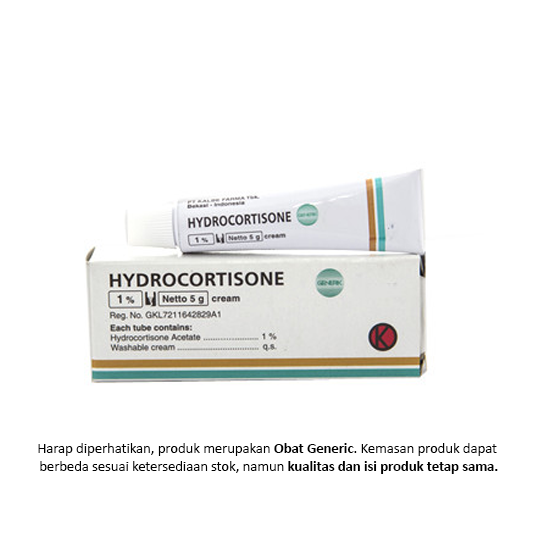 PT KALBE FARMA Tbk.
Bekasi - Indonesia
HYDROCORTISONE
GENERIK
1 % Netto 5 g cream
HYDROCORTISONE
GENERIK
1 % Netto 5 g cream
Reg. No. GKL7211642829A1
Each tube contains:
Hydrocortisone Acetate ..................... 1 %
Washable cream .............................. q.s.
K
Harap diperhatikan, produk merupakan Obat Generic. Kemasan produk dapat
berbeda sesuai ketersediaan stok, namun kualitas dan isi produk tetap sama.